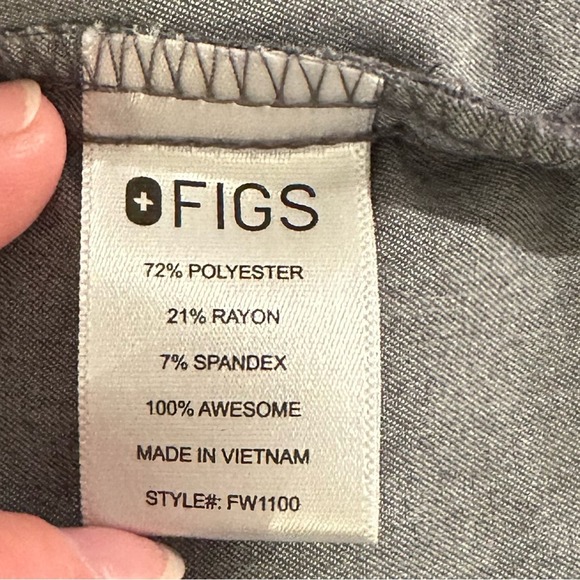 FIGS
72% POLYESTER
21% RAYON
7% SPANDEX
100% AWESOME
MADE IN VIETNAM
STYLE#: FW1100